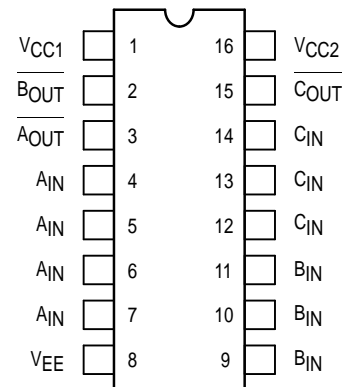 VCC1 1 16 VCC2
BOUT 2 15 COUT
AOUT 3 14 CIN
AIN 4 13 CIN
AIN 5 12 CIN
AIN 6 11 BIN
AIN 7 10 BIN
VEE 8 9 BIN